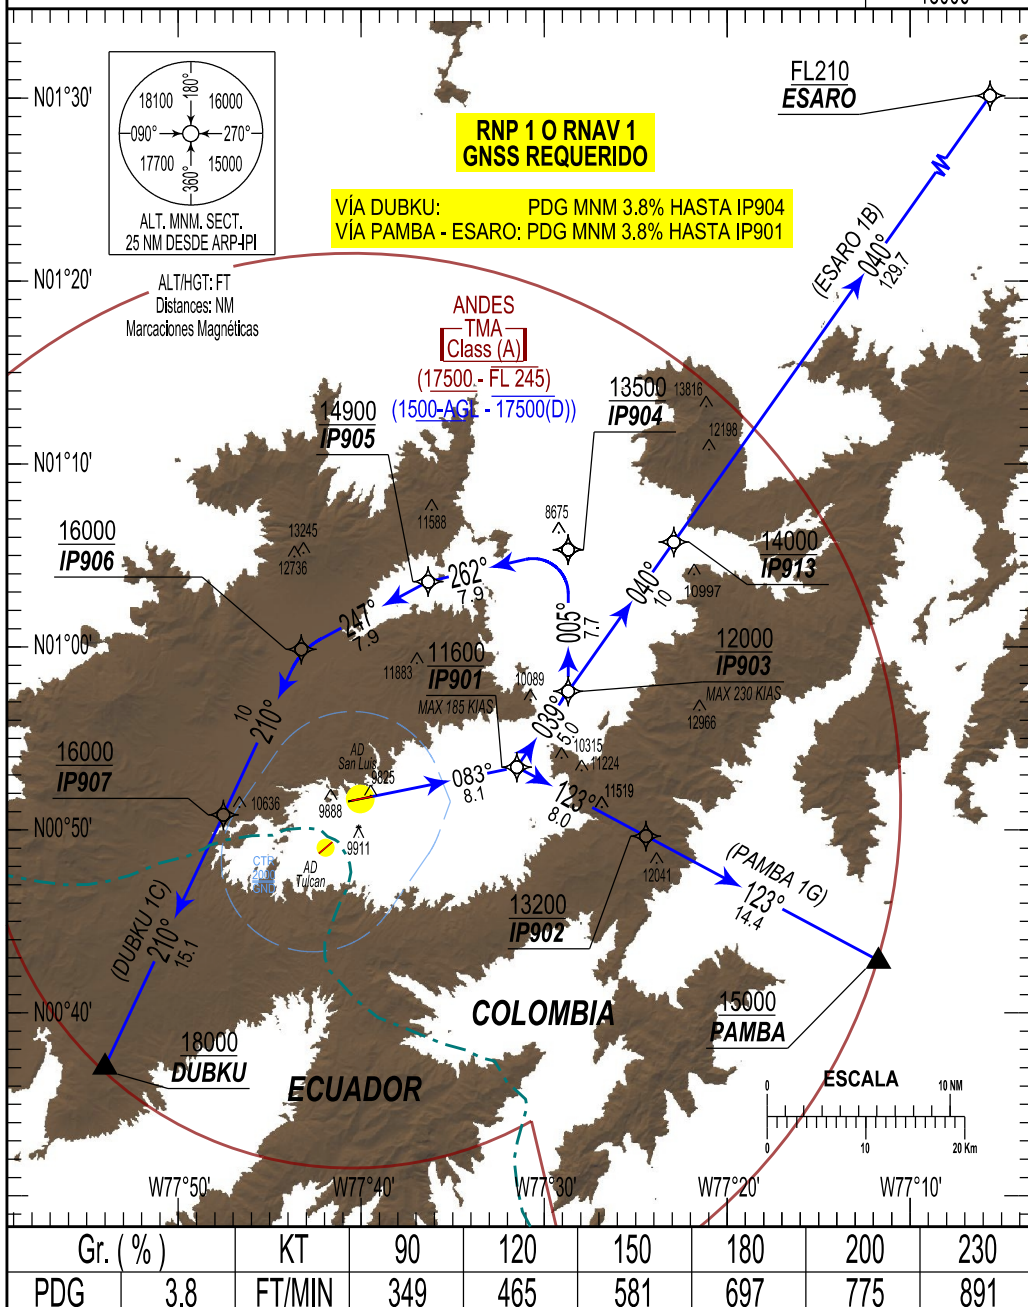 FL210
ESARO
N01°30'
180°
18100
16000
090°
270°
17700
15000
360°
ALT. MNM. SECT.
25 NM DESDE ARP-IPI
RNP 1 O RNAV 1
GNSS REQUERIDO
VÍA DUBKU: PDG MNM 3.8% HASTA IP904
VÍA PAMBA - ESARO: PDG MNM 3.8% HASTA IP901
(ESARO 1B)
040°
129.7
N01°20'
ALT/HGT: FT
Distances: NM
Marcaciones Magnéticas
ANDES
TMA
Class (A)
(17500 - FL 245)
(1500-AGL - 17500(D))
14900
IP905
13500
IP904
13816
12198
N01°10'
11588
8675
13245
12736
16000
IP906
14000
IP913
10997
262°
7.9
247°
7.9
005°
7.7
040°
10
N01°00'
11883
11600
IP901
MAX 185 KIAS
10089
12000
IP903
MAX 230 KIAS
12966
039°
5.0
10315
11224
10
210°
16000
IP907
AD
San Luis
9825
9888
10636
083°
8.1
123°
8.0
11519
N00°50'
9911
CTR
2000
GND
AD
Tulcan
12041
(PAMBA 1G)
123°
14.4
(DUBKU 1C)
210°
15.1
13200
IP902
N00°40'
COLOMBIA
15000
PAMBA
18000
DUBKU
ECUADOR
ESCALA
0
10 NM
0
10
20 Km
W77°50'
W77°40'
W77°30'
W77°20'
W77°10'
Gr. ( % ) KT 90 120 150 180 200 230
PDG 3.8 FT/MIN 349 465 581 697 775 891